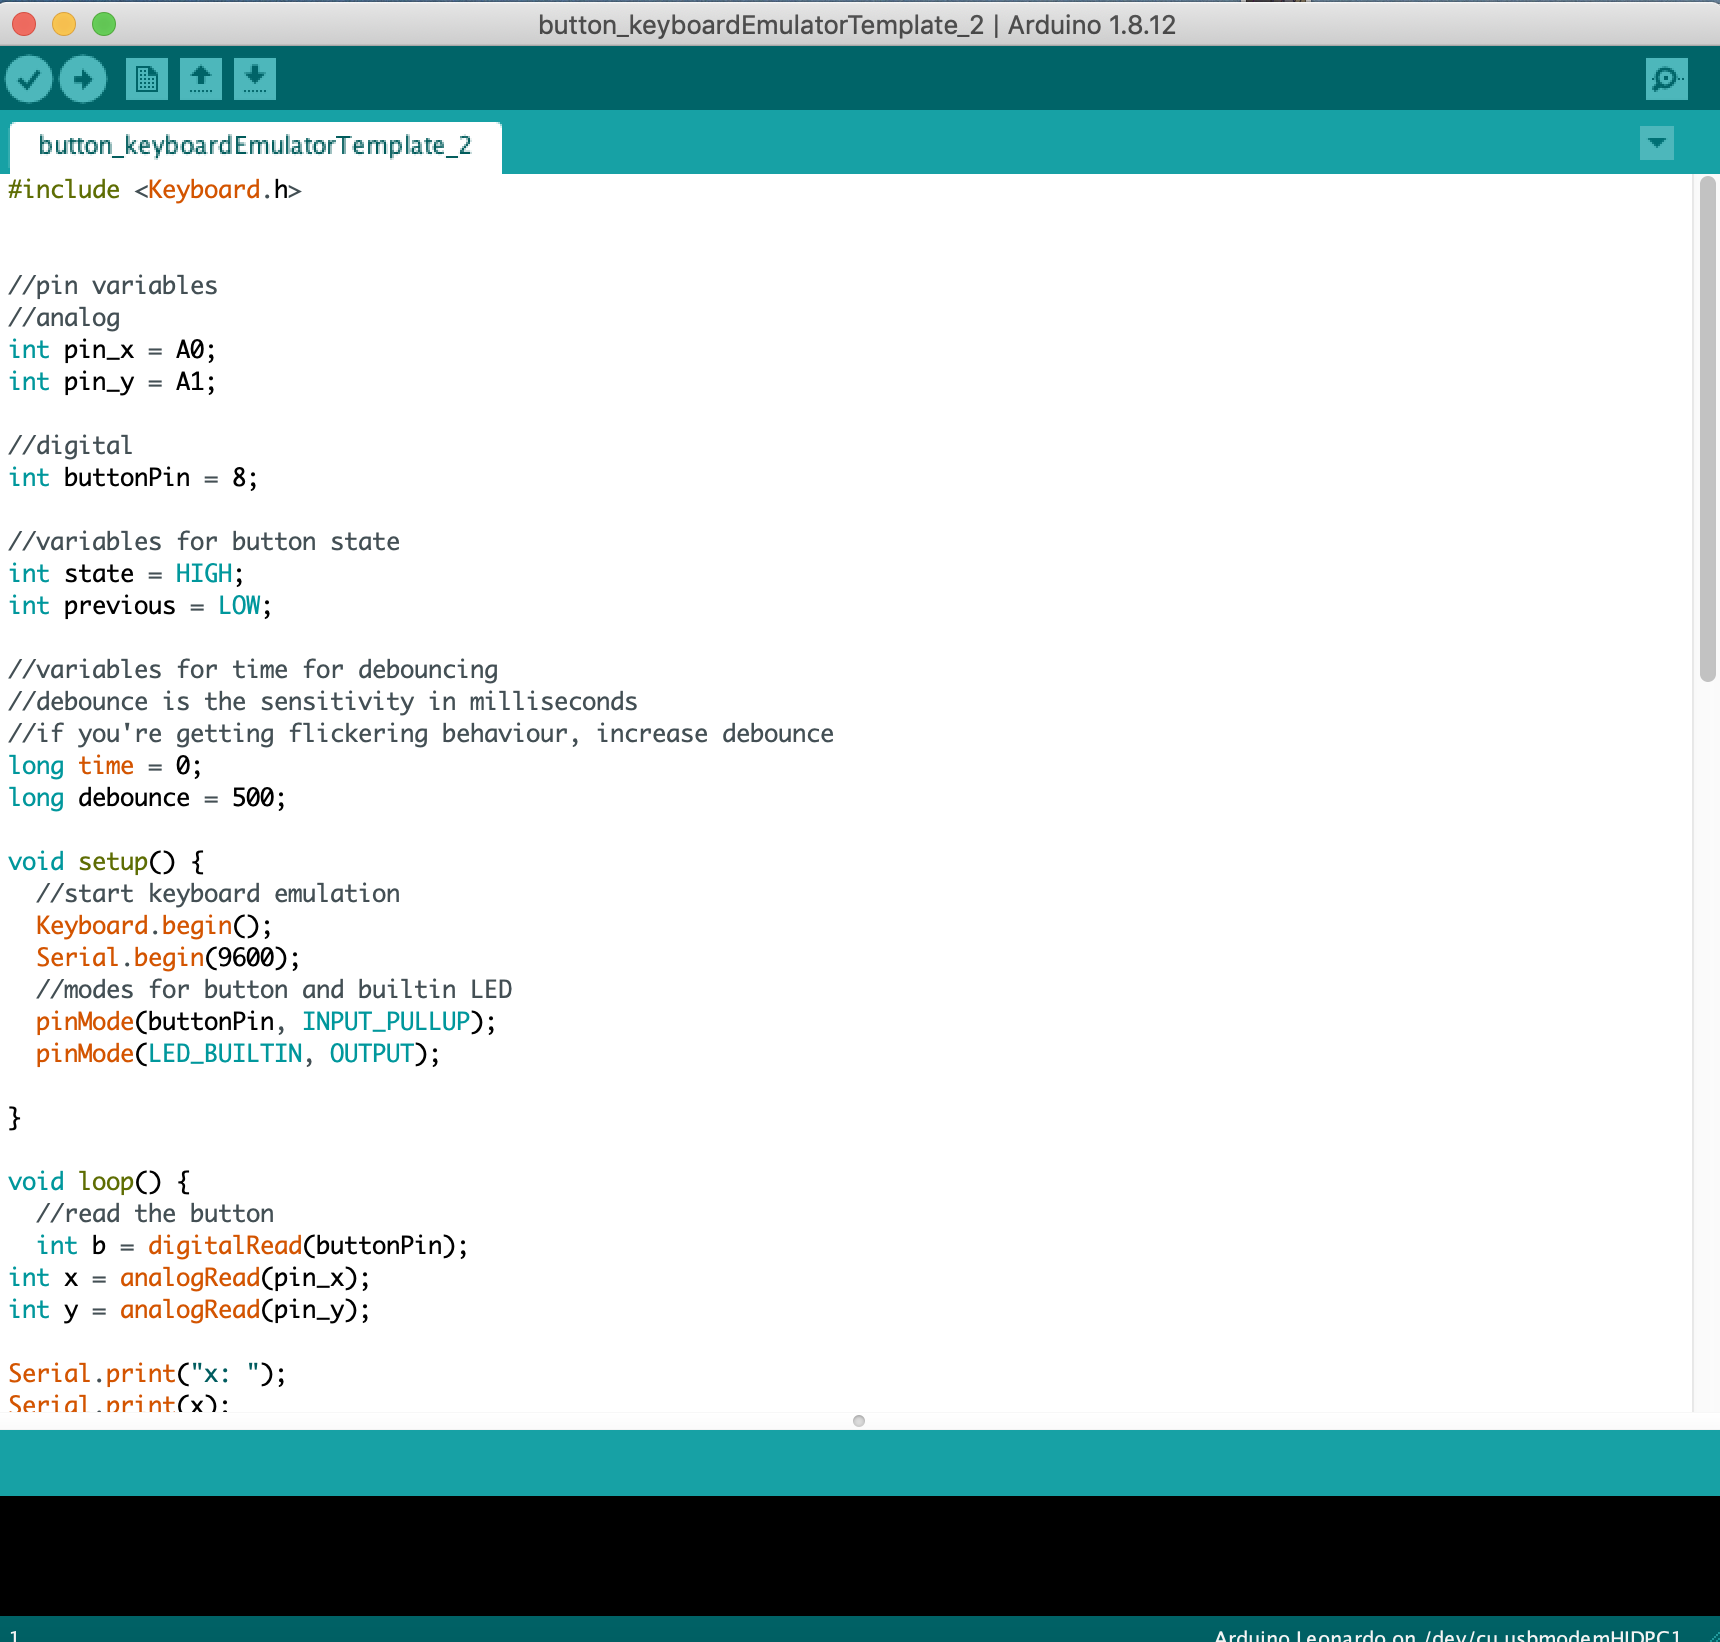 button_keyboardEmulatorTemplate_2 | Arduino 1.8.12
button_keyboardEmulatorTemplate_2
#include <Keyboard.h>
//pin variables
//analog
int pin_x = A0;
int pin_y = A1;
//digital
int buttonPin = 8;
//variables for button state
int state = HIGH;
int previous = LOW;
//variables for time for debouncing
//debounce is the sensitivity in milliseconds
//if you're getting flickering behaviour, increase debounce
long time = 0;
long debounce = 500;
void setup() {
  //start keyboard emulation
  Keyboard.begin();
  Serial.begin(9600);
  //modes for button and builtin LED
  pinMode(buttonPin, INPUT_PULLUP);
  pinMode(LED_BUILTIN, OUTPUT);
}
void loop() {
  //read the button
  int b = digitalRead(buttonPin);
int x = analogRead(pin_x);
int y = analogRead(pin_y);
Serial.print("x: ");
Serial.print(x);
1
Arduino Leonardo on /dev/cu.usbmodemHIDPC1